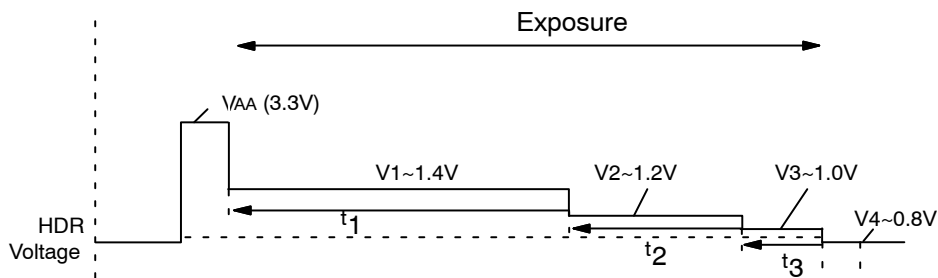 Exposure
VAA (3.3V)
V1~1.4V
V2~1.2V
V3~1.0V
V4~0.8V
HDR
Voltage
t1
t2
t3